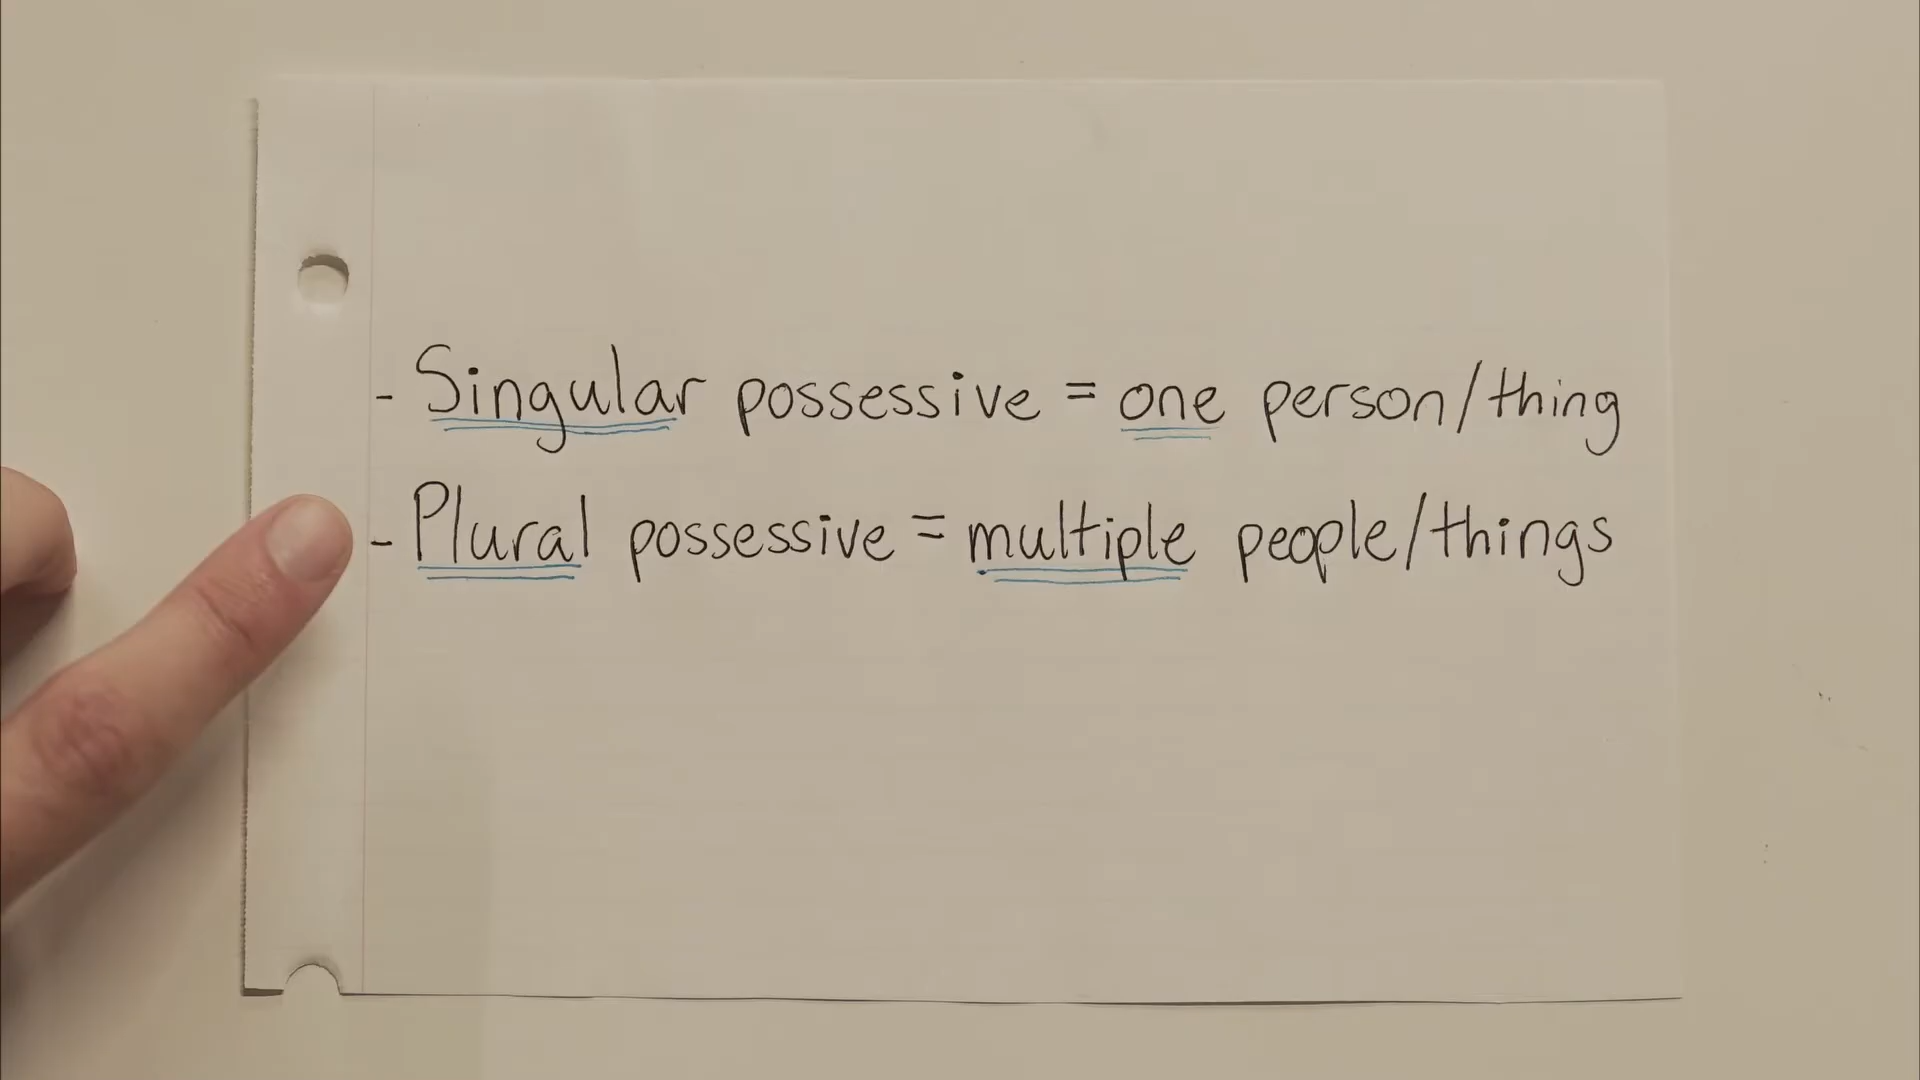 - Singular possessive = one person/thing
- Plural possessive = multiple people/things